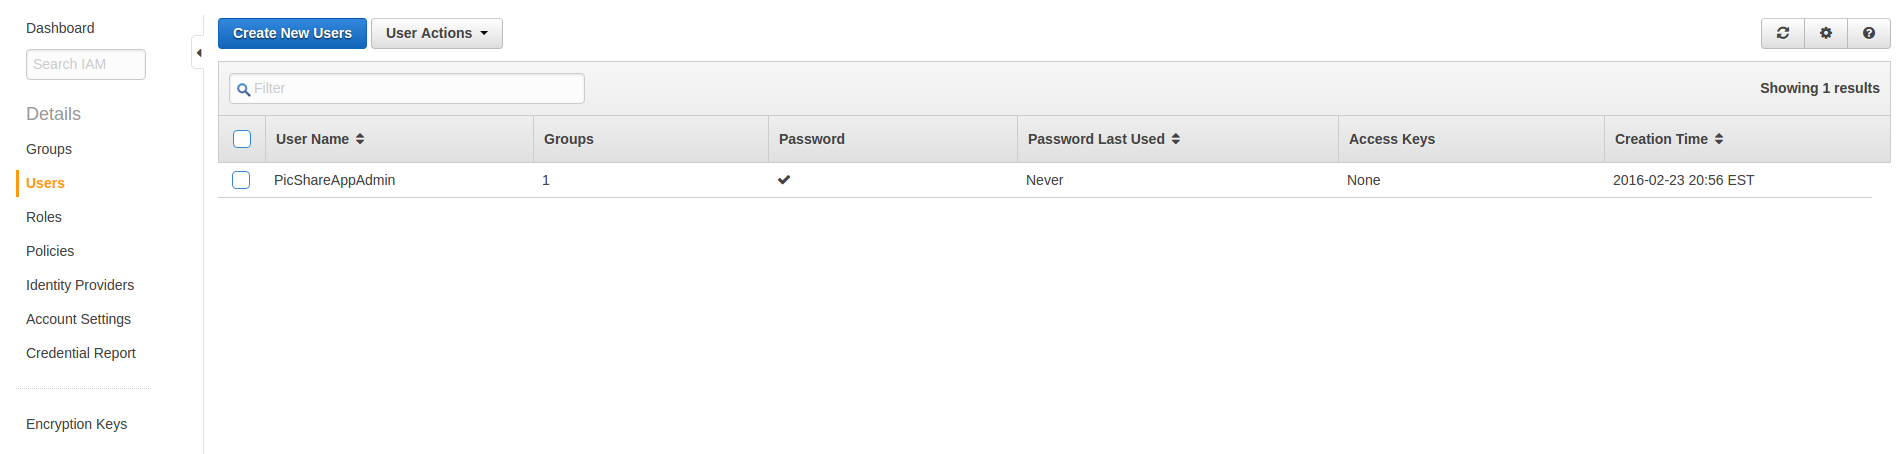 Dashboard
Search IAM
Details
Groups
Users
Roles
Policies
Identity Providers
Account Settings
Credential Report
Encryption Keys
Create New Users User Actions
Filter
Showing 1 results
User Name Groups Password Password Last Used Access Keys Creation Time
PicShareAppAdmin 1 Never None 2016-02-23 20:56 EST